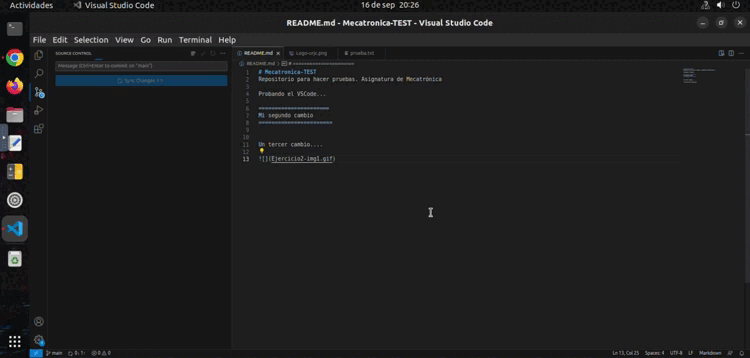 Actividades
Visual Studio Code
16 de sep 20:26
README.md - Mecatronica-TEST - Visual Studio Code
File Edit Selection View Go Run Terminal Help
SOURCE CONTROL
README.md
Logo-urp.png
prueba.txt
README.md
Message (Ctrl+Enter to commit on "main")
Sync Changes 1↑
1 # Mecatronica-TEST
2 Repositorio para hacer pruebas. Asignatura de Mecatrónica
3
4 Probando el VSCode...
5
6 =======================
7 Mi segundo cambio
8 ========================
9
10
11 Un tercer cambio....
12
13 ![](Ejercicio2-img1.gif)
main
0↓ 1↑
0 0
Ln 13, Col 25
Spaces: 4
UTF-8
LF
Markdown